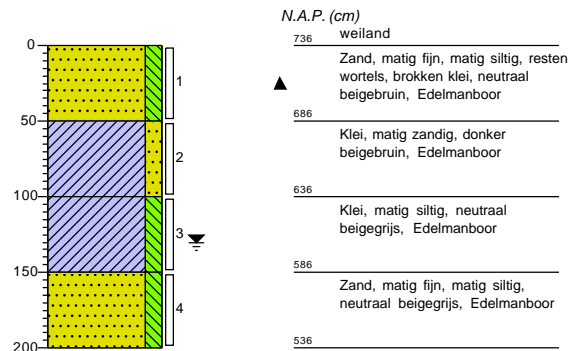 N.A.P. (cm)
0
736
weiland
Zand, matig fijn, matig siltig, resten
wortels, brokken klei, neutraal
beigebruin, Edelmanboor
1
50
686
Klei, matig zandig, donker
beigebruin, Edelmanboor
2
100
636
Klei, matig siltig, neutraal
beigegrijs, Edelmanboor
3
150
586
Zand, matig fijn, matig siltig,
neutraal beigegrijs, Edelmanboor
4
200
536